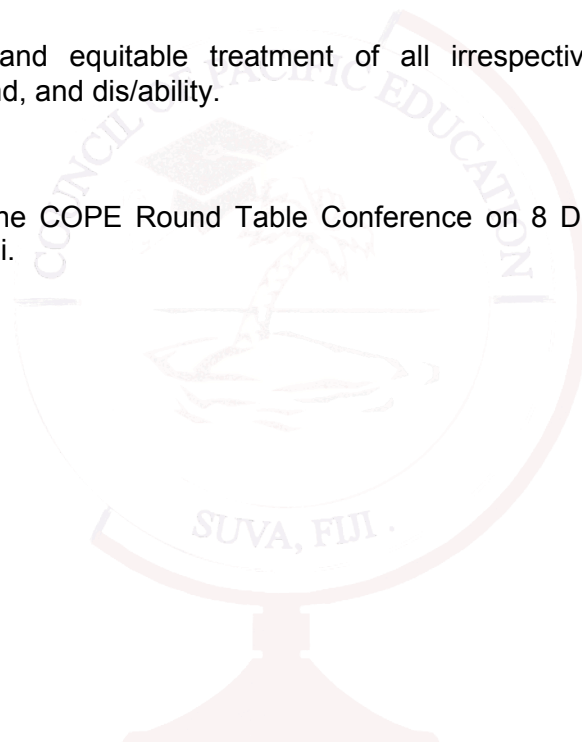 and equitable treatment of all irrespectiv
nd, and dis/ability.
COUNCIL OF PACIFIC EDUCATION
he COPE Round Table Conference on 8 D
i.
SUVA, FIJI .